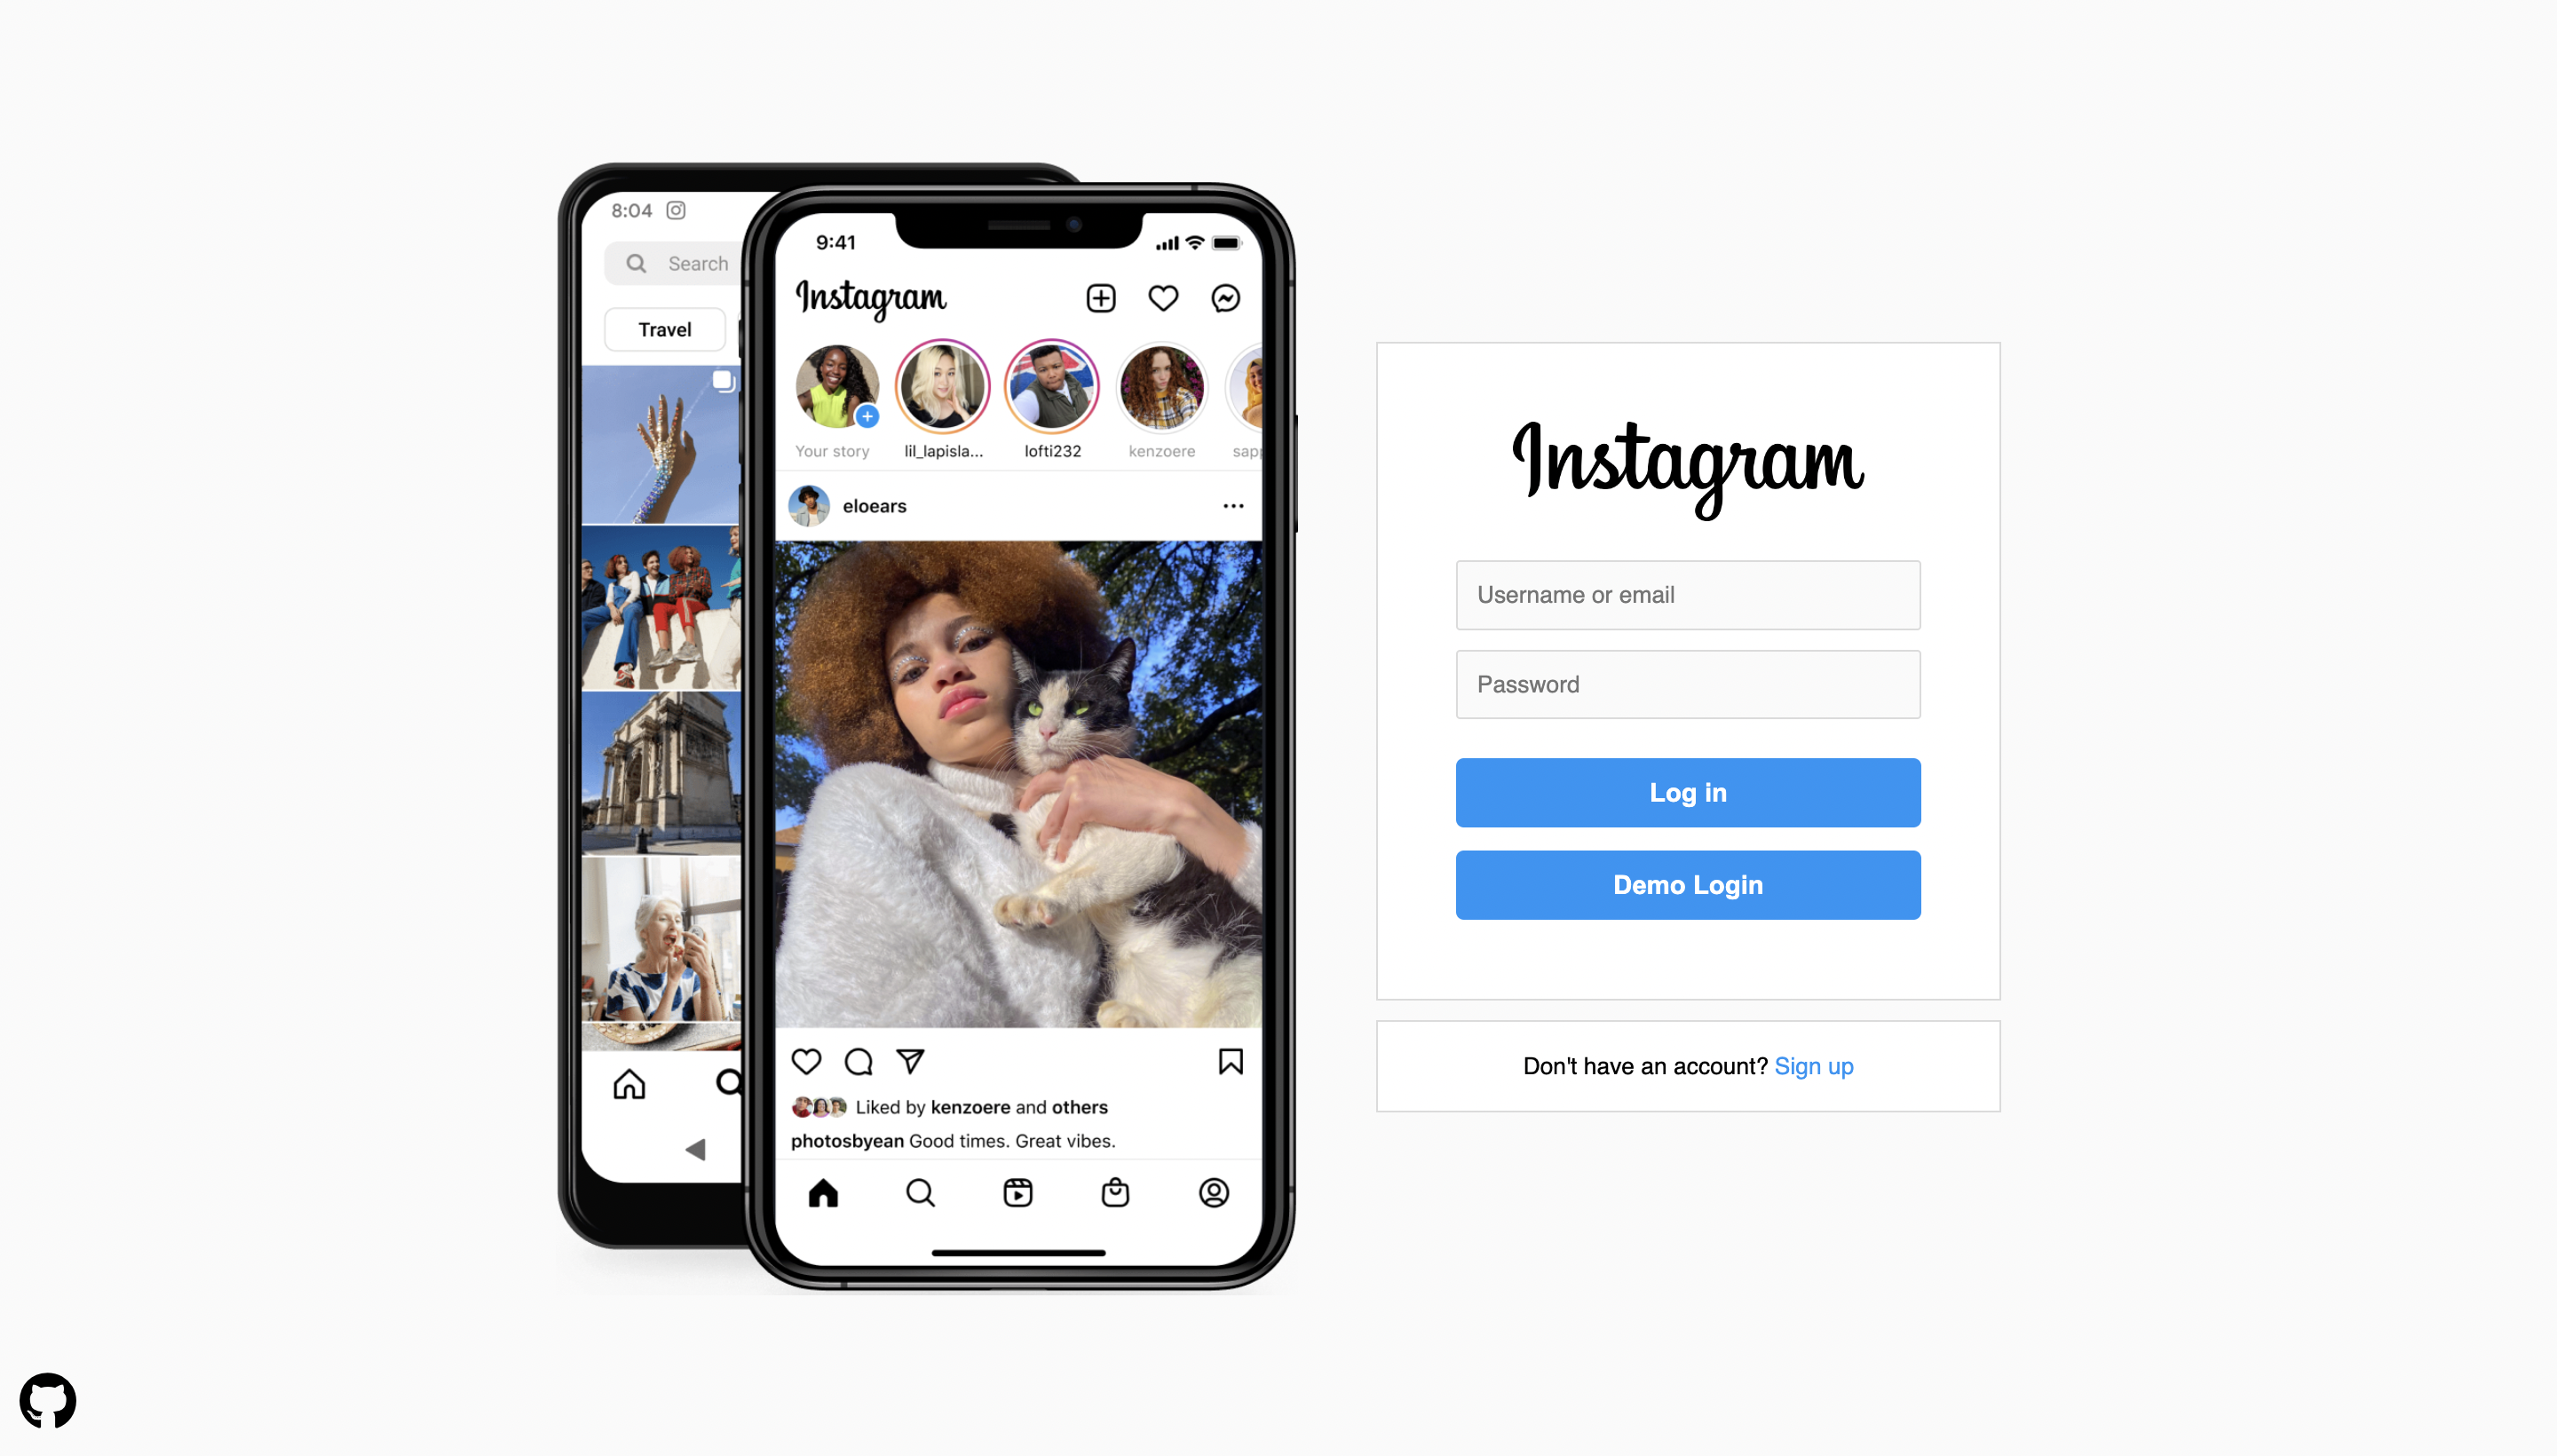 8:04
Search
Travel
9:41
Instagram
Your story
lil_lapisla...
lofti232
kenzoere
sapp
eloears
Liked by kenzoere and others
photosbyean Good times. Great vibes.
Instagram
Username or email
Password
Log in
Demo Login
Don't have an account? Sign up